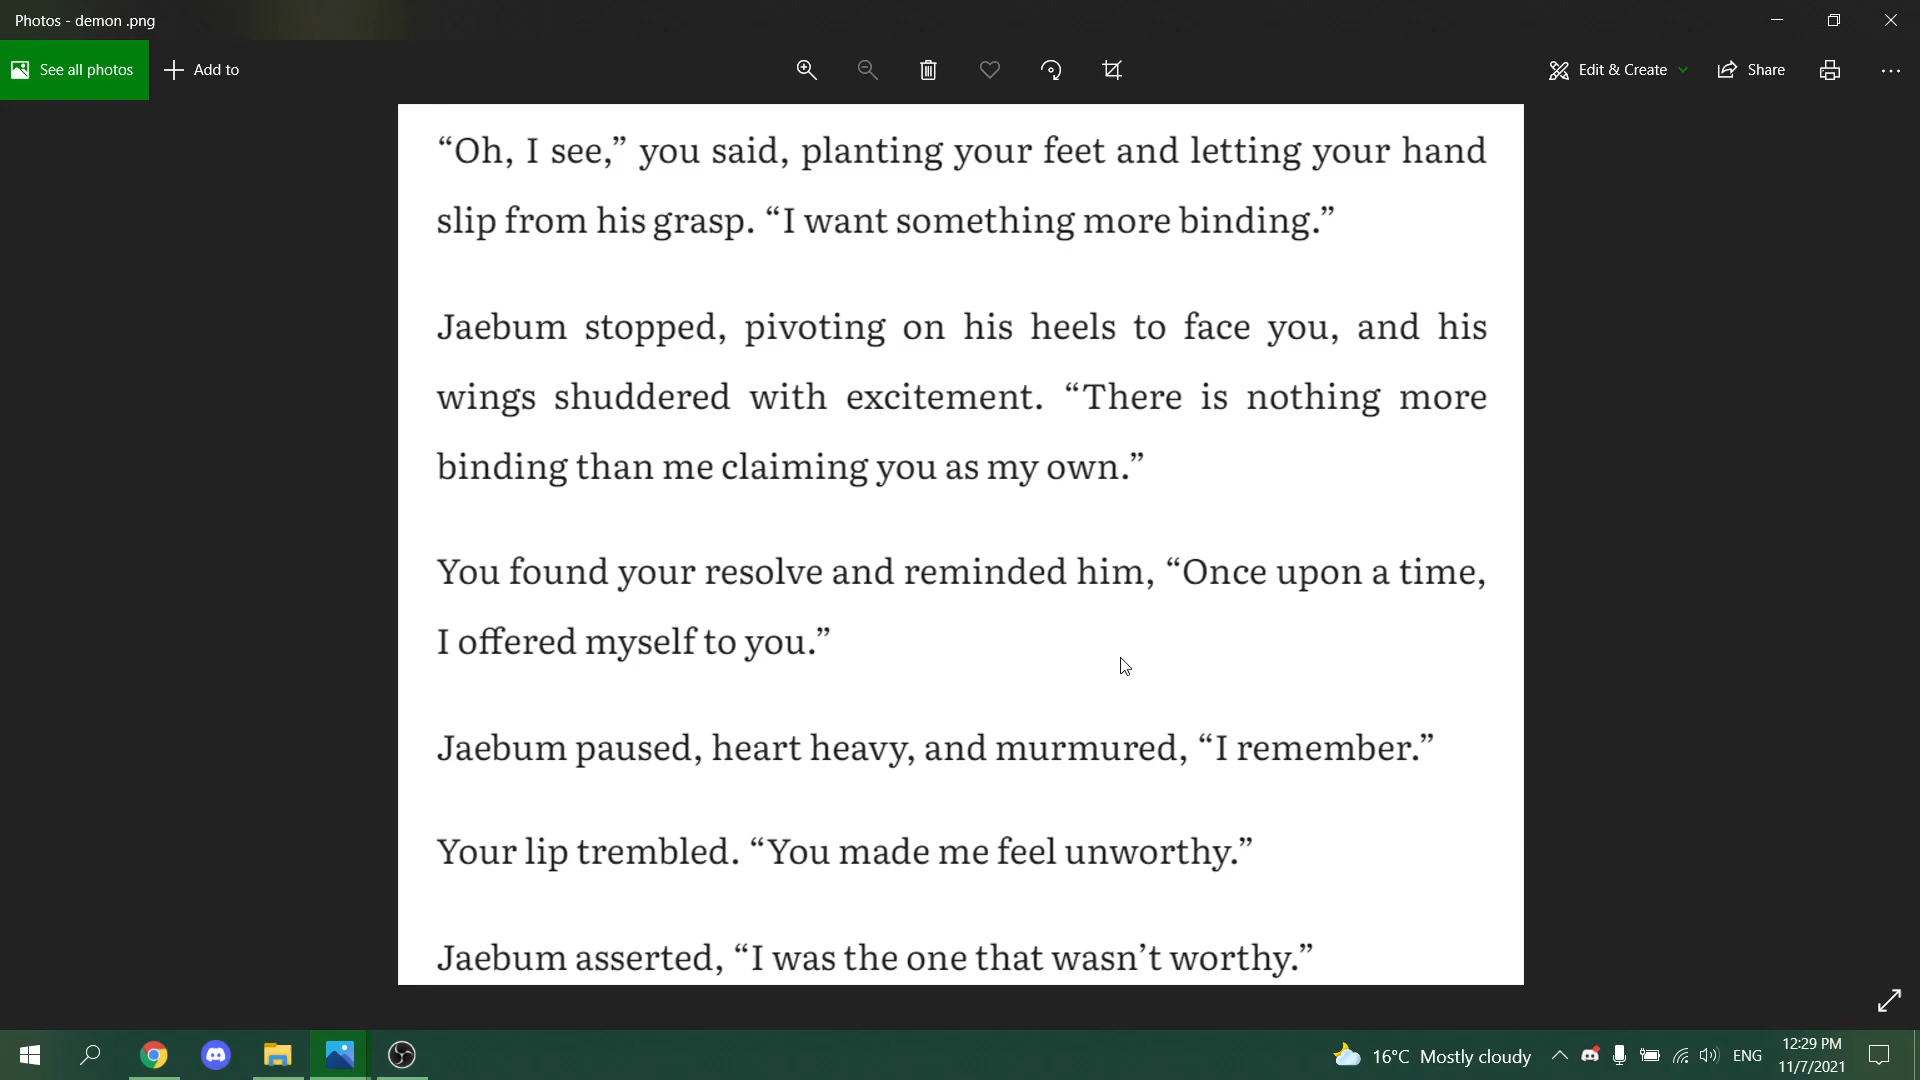 Photos - demon .png
See all photos
Add to
Edit & Create
Share
“Oh, I see,” you said, planting your feet and letting your hand
slip from his grasp. “I want something more binding.”
Jaebum stopped, pivoting on his heels to face you, and his
wings shuddered with excitement. “There is nothing more
binding than me claiming you as my own.”
You found your resolve and reminded him, “Once upon a time,
I offered myself to you.”
Jaebum paused, heart heavy, and murmured, “I remember.”
Your lip trembled. “You made me feel unworthy.”
Jaebum asserted, “I was the one that wasn’t worthy.”
16°C Mostly cloudy
ENG
12:29 PM
11/7/2021